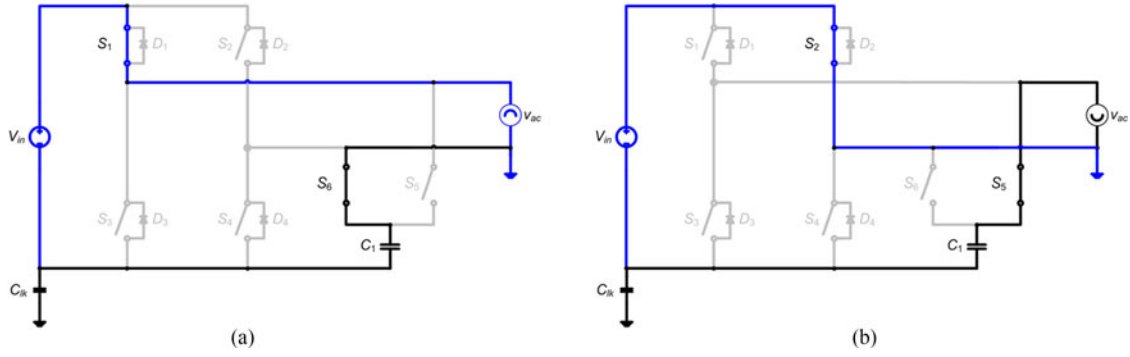 S1 D1 S2 D2
Vin
vac
S6 S5
S3 D3 S4 D4
C1
Clk
(a)
S1 D1 S2 D2
Vin
vac
S6 S5
S3 D3 S4 D4
C1
Clk
(b)